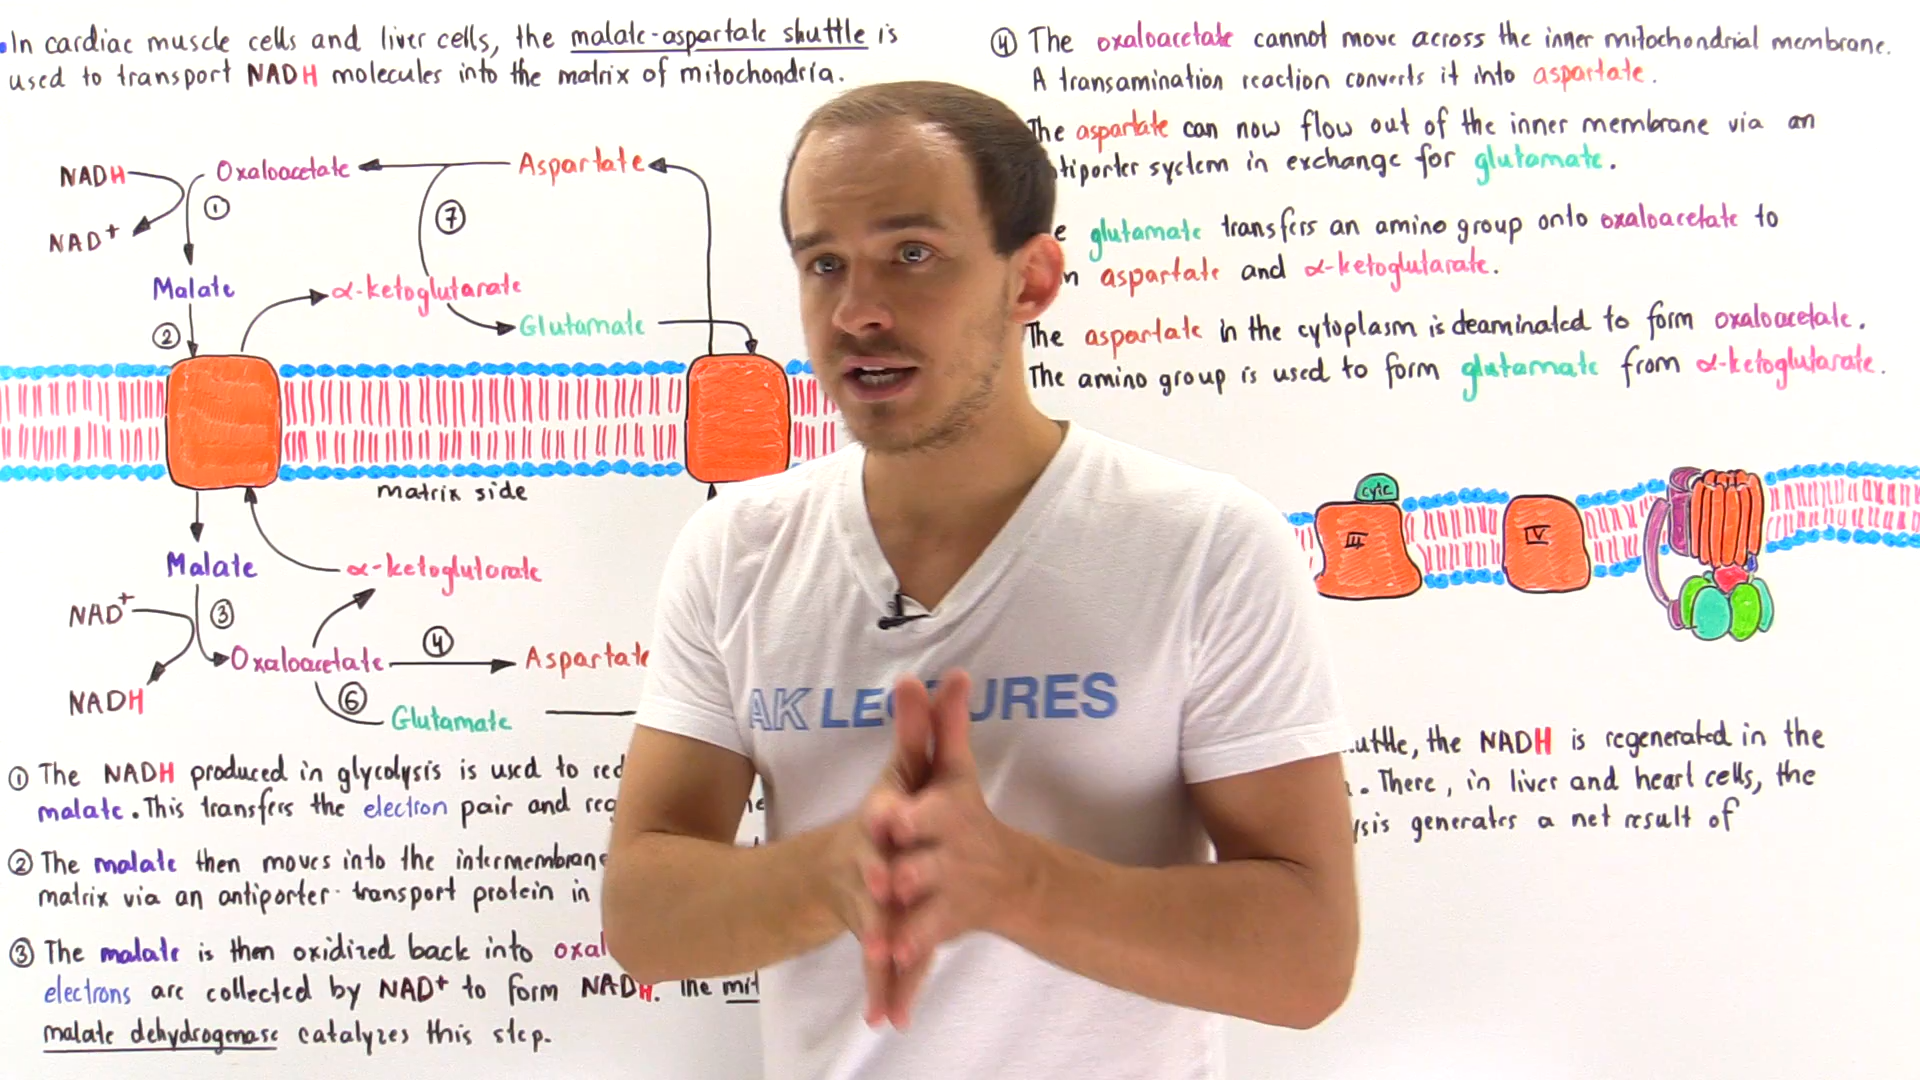 In cardiac muscle cells and liver cells, the malate-aspartate shuttle is
used to transport NADH molecules into the matrix of mitochondria.
NADH
Oxaloacetate
Aspartate
①
⑦
NAD+
Malate
α-ketoglutarate
②
Glutamate
matrix side
Malate
α-ketoglutarate
NAD+
③
④
Oxaloacetate
Aspartate
NADH
⑥
Glutamate
① The NADH produced in glycolysis is used to
malate. This transfers the electron pair and
② The malate then moves into the intermembrane
matrix via an antiporter transport protein in
③ The malate is then oxidized back into
electrons are collected by NAD+ to form NADH. The
malate dehydrogenase catalyzes this step.
④ The oxaloacetate cannot move across the inner mitochondrial membrane.
A transamination reaction converts it into aspartate.
The aspartate can now flow out of the inner membrane via an
system in exchange for glutamate.
glutamate transfers an amino group onto oxaloacetate to
aspartate and α-ketoglutarate.
The aspartate in the cytoplasm is deaminated to form oxaloacetate.
The amino group is used to form glutamate from α-ketoglutarate.
cytc
III
IV
AK LECTURES
the NADH is regenerated in the
. There, in liver and heart cells, the
generates a net result of